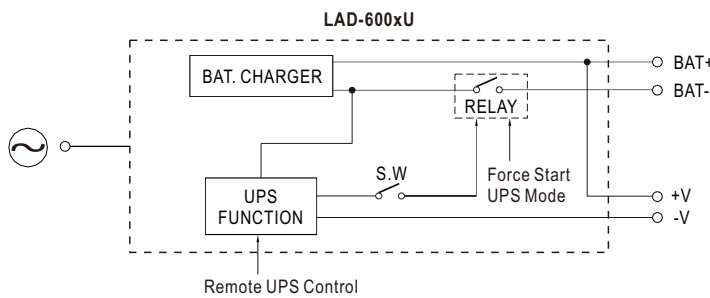 LAD-600xU
BAT. CHARGER
BAT+
BAT-
RELAY
S.W
Force Start
UPS Mode
UPS
FUNCTION
+V
-V
Remote UPS Control